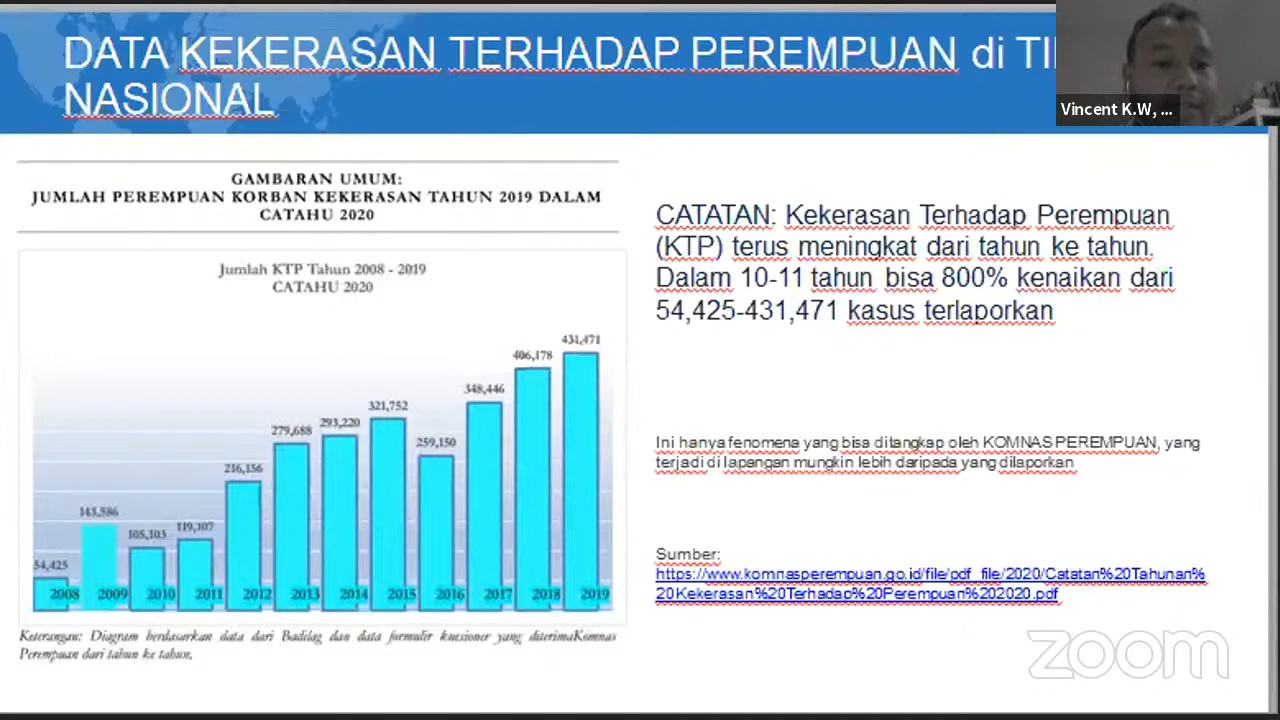 DATA KEKERASAN TERHADAP PEREMPUAN di
NASIONAL
Vincent K.W, ...
GAMBARAN UMUM:
JUMLAH PEREMPUAN KORBAN KEKERASAN TAHUN 2019 DALAM
CATAHU 2020
Jumlah KTP Tahun 2008 - 2019
CATAHU 2020
54,425
143,586
105,103
119,107
216,156
279,688
293,220
321,752
259,150
348,446
406,178
431,471
2008 2009 2010 2011 2012 2013 2014 2015 2016 2017 2018 2019
Keterangan: Diagram berdasarkan data dari Badilag dan data formulir kuesioner yang diterimaKomnas
Perempuan dari tahun ke tahun.
CATATAN: Kekerasan Terhadap Perempuan
(KTP) terus meningkat dari tahun ke tahun.
Dalam 10-11 tahun bisa 800% kenaikan dari
54,425-431,471 kasus terlaporkan
Ini hanya fenomena yang bisa ditangkap oleh KOMNAS PEREMPUAN, yang
terjadi di lapangan mungkin lebih daripada yang dilaporkan
Sumber:
https://www.komnasperempuan.go.id/file/pdf_file/2020/Catatan%20Tahunan%
20Kekerasan%20Terhadap%20Perempuan%202020.pdf
zoom